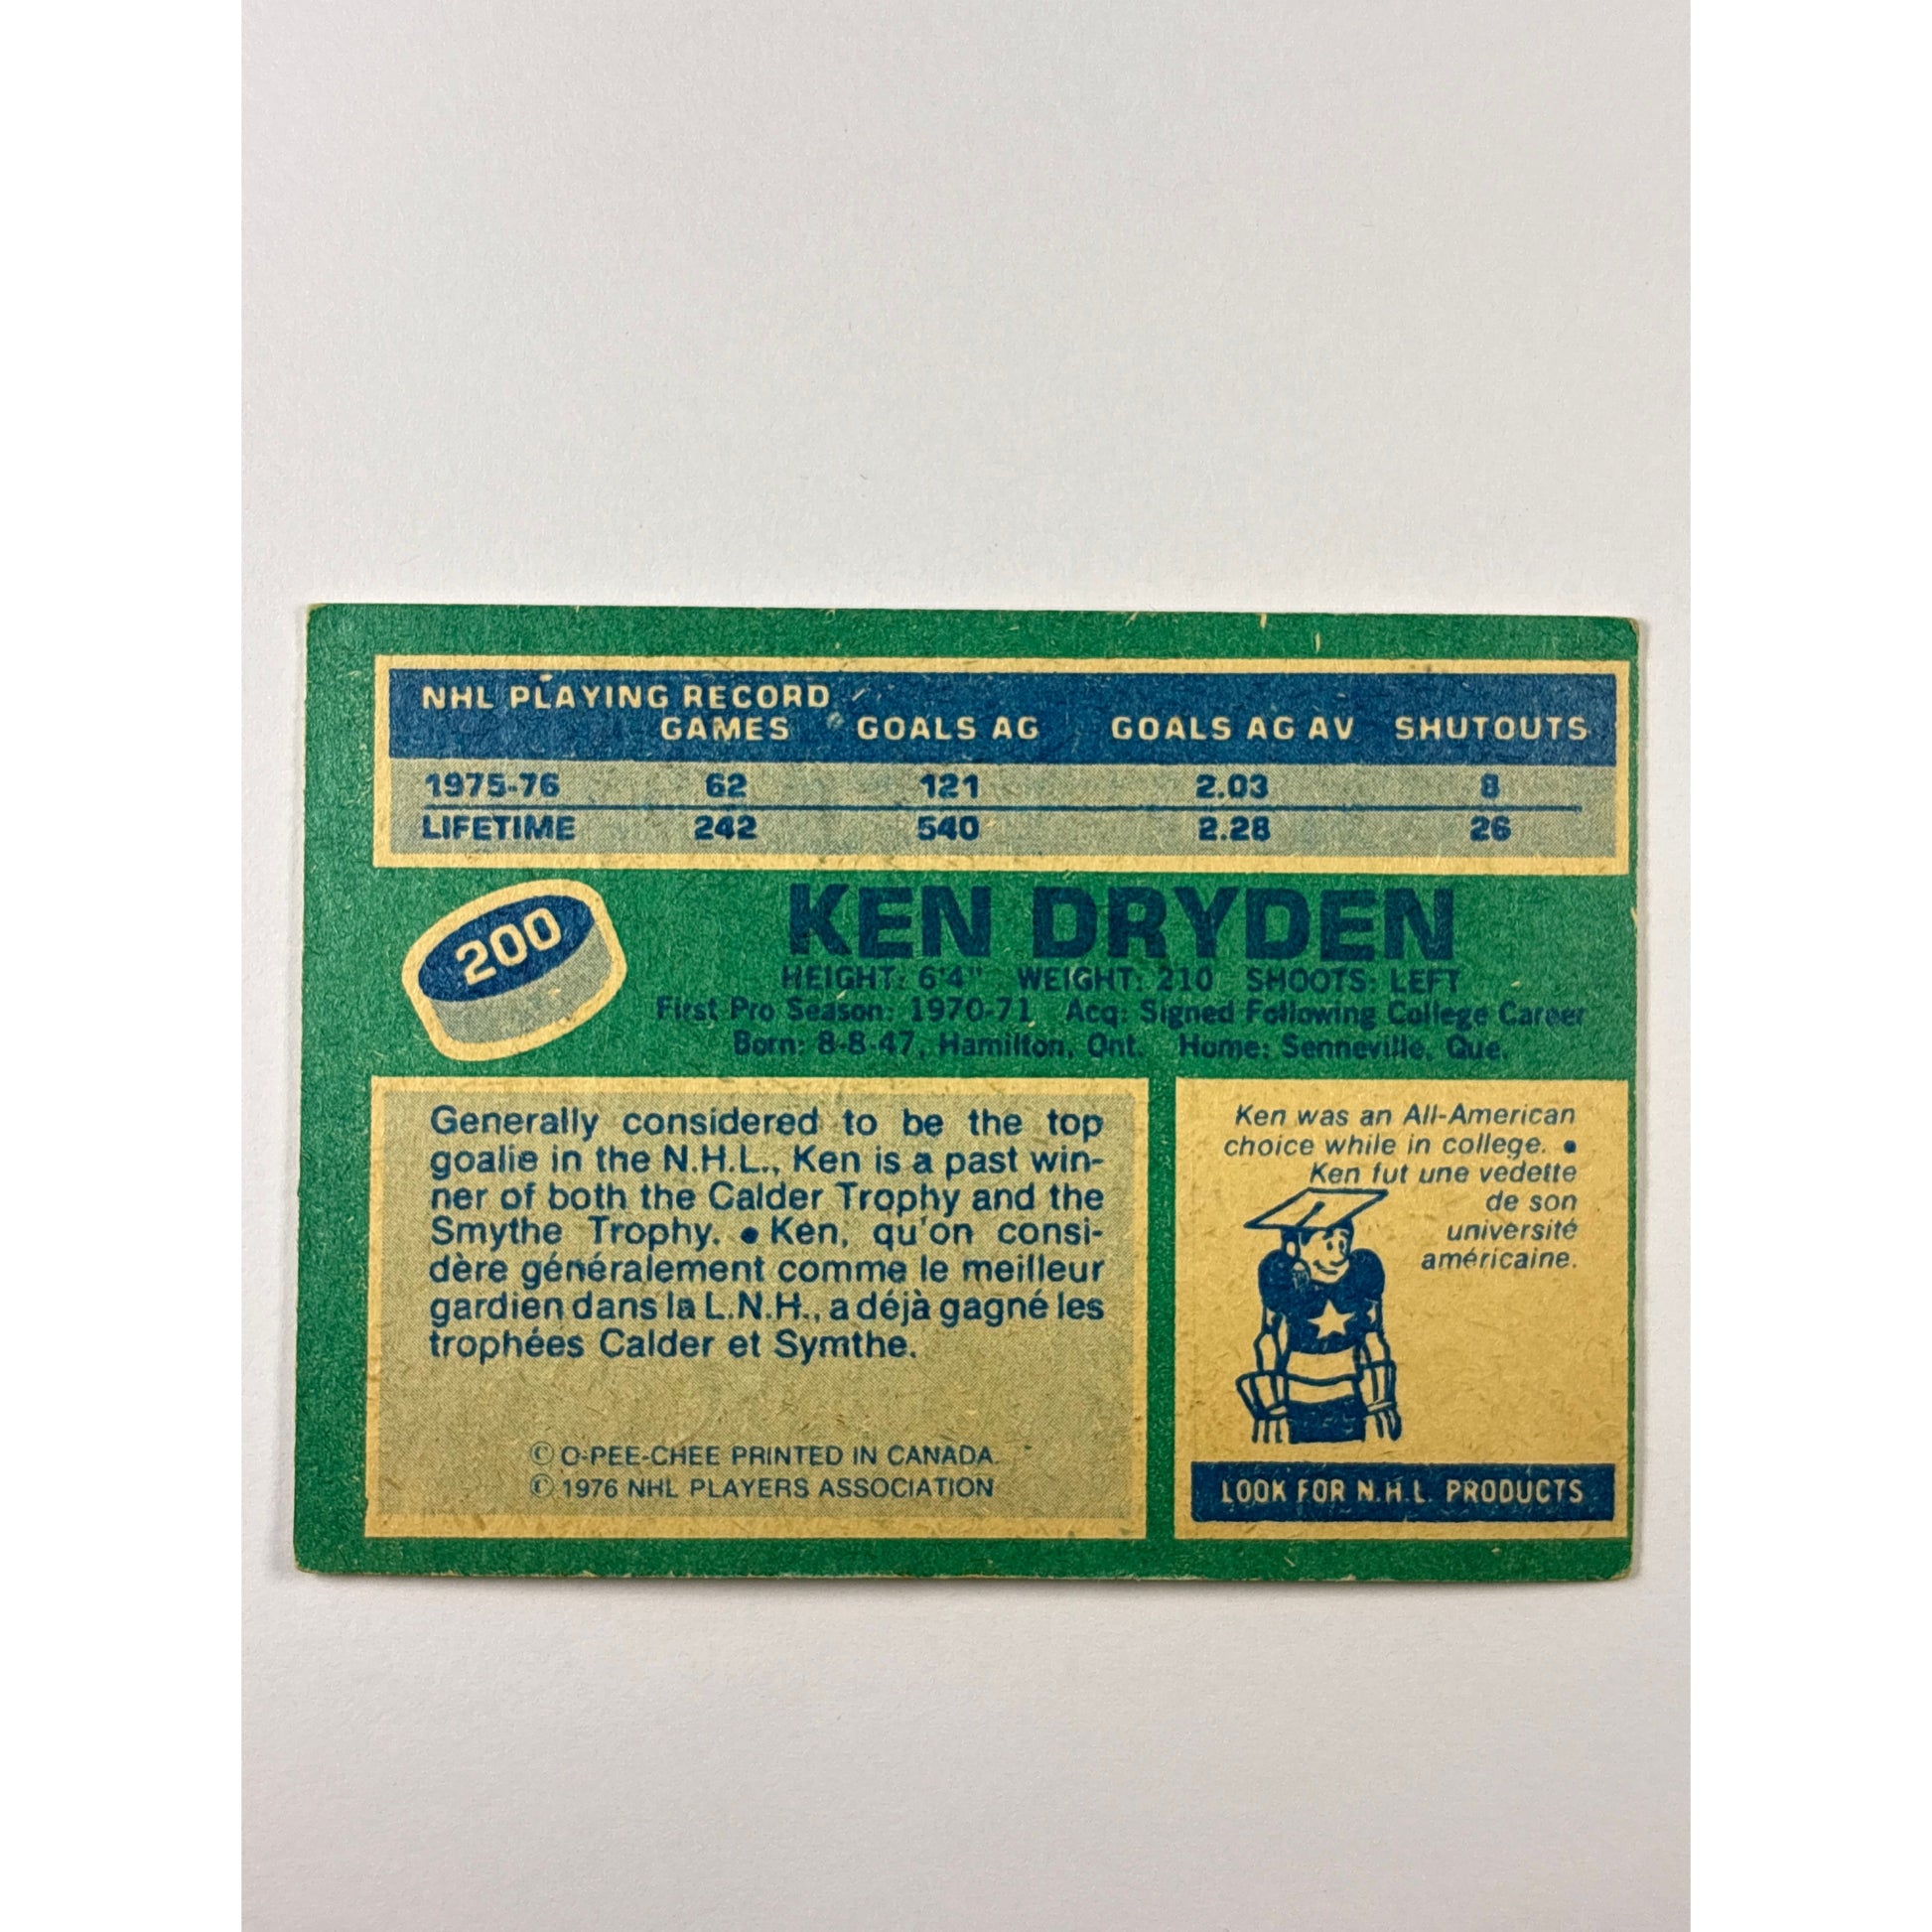 NHL PLAYING RECORD
GAMES GOALS AG GOALS AG AV SHUTOUTS
1975-76 62 121 2.03 8
LIFETIME 242 540 2.28 26
200
KEN DRYDEN
HEIGHT: 6'4" WEIGHT: 210 SHOOTS: LEFT
First Pro Season: 1970-71 Acq: Signed Following College Career
Born: 8-8-47, Hamilton, Ont. Home: Senneville, Que.
Generally considered to be the top
goalie in the N.H.L., Ken is a past win-
ner of both the Calder Trophy and the
Smythe Trophy. • Ken, qu'on consi-
dère généralement comme le meilleur
gardien dans la L.N.H., a déjà gagné les
trophées Calder et Symthe.
© O-PEE-CHEE PRINTED IN CANADA.
© 1976 NHL PLAYERS ASSOCIATION
Ken was an All-American
choice while in college. •
Ken fut une vedette
de son
université
américaine.
LOOK FOR N.H.L. PRODUCTS